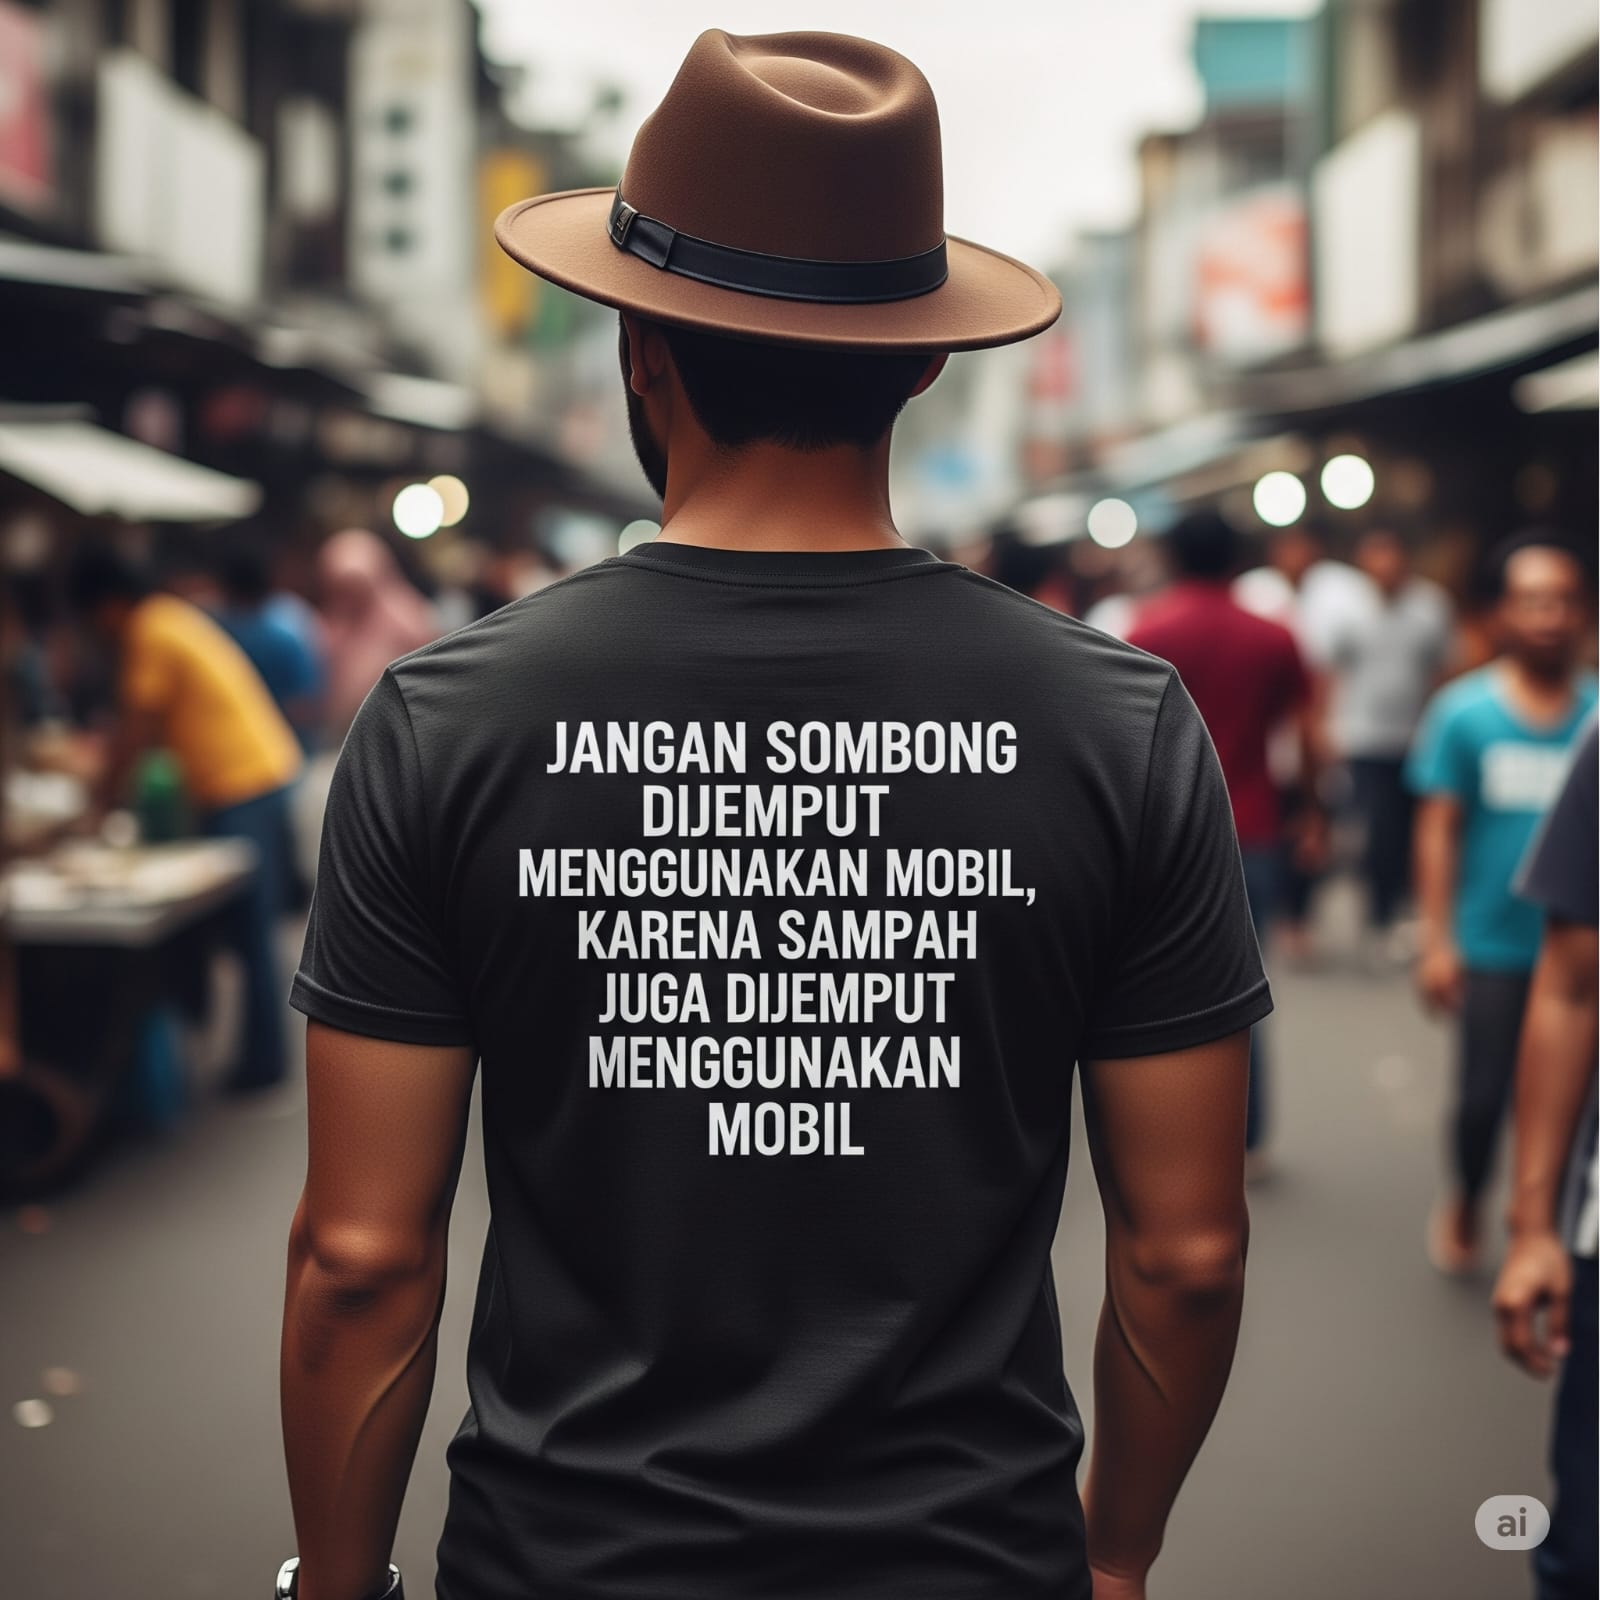 JANGAN SOMBONG
DIJEMPUT
MENGGUNAKAN MOBIL,
KARENA SAMPAH
JUGA DIJEMPUT
MENGGUNAKAN
MOBIL
ai